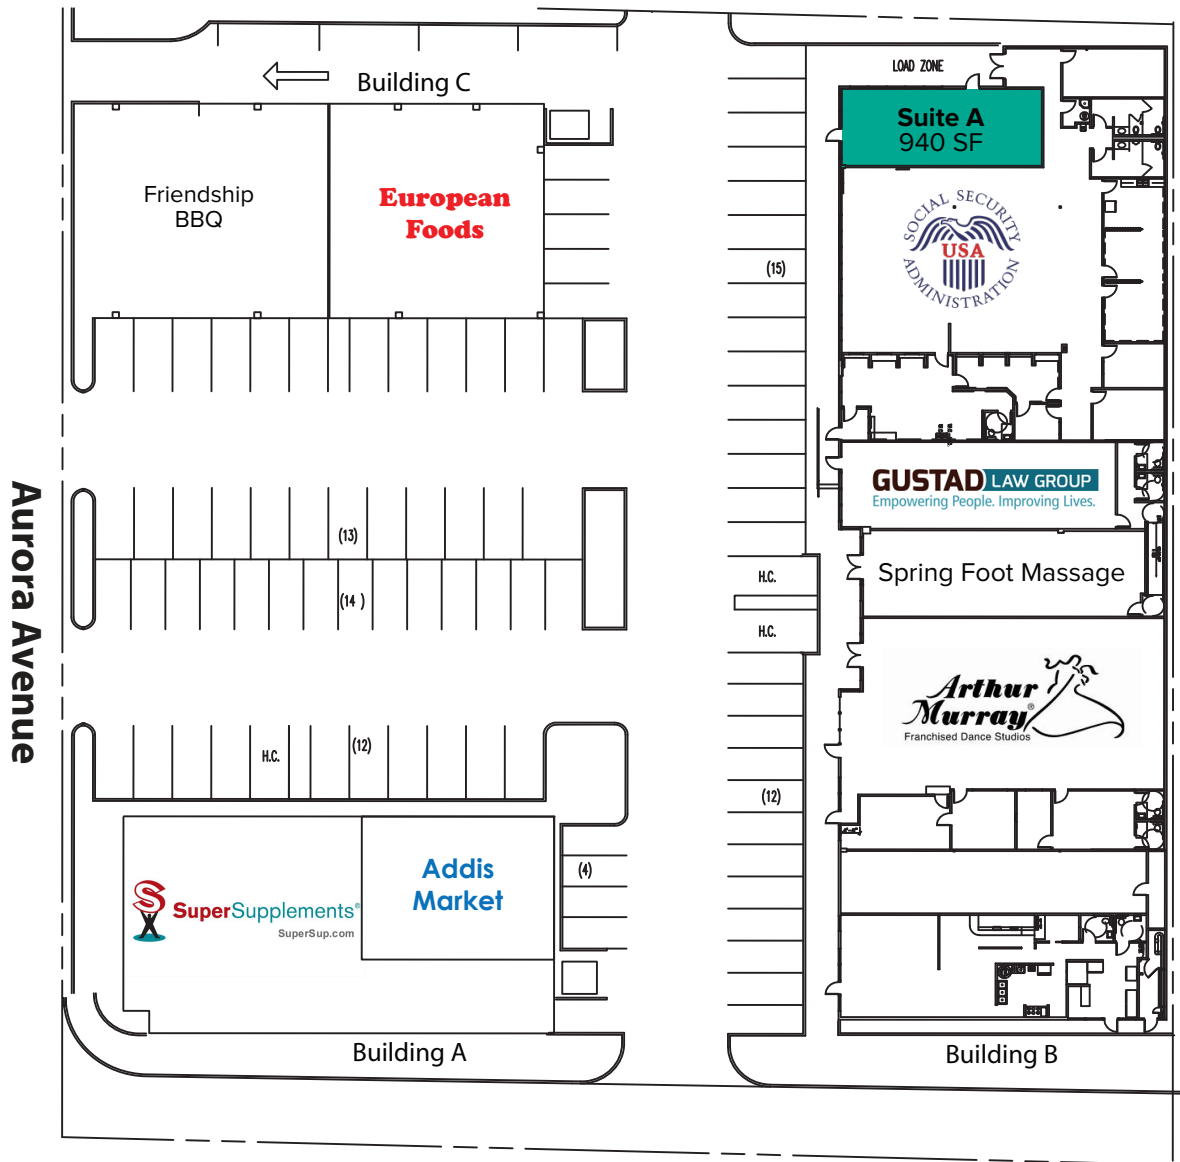 Building C
LOAD ZONE
Suite A
940 SF
Friendship
BBQ
European
Foods
SOCIAL SECURITY
ADMINISTRATION
USA
(15)
GUSTAD LAW GROUP
Empowering People. Improving Lives.
(13)
(14 )
Spring Foot Massage
H.C.
H.C.
Aurora Avenue
Arthur
Murray®
Franchised Dance Studios
H.C.
(12)
(12)
Addis
Market
(4)
S
SuperSupplements®
SuperSup.com
Building A
Building B